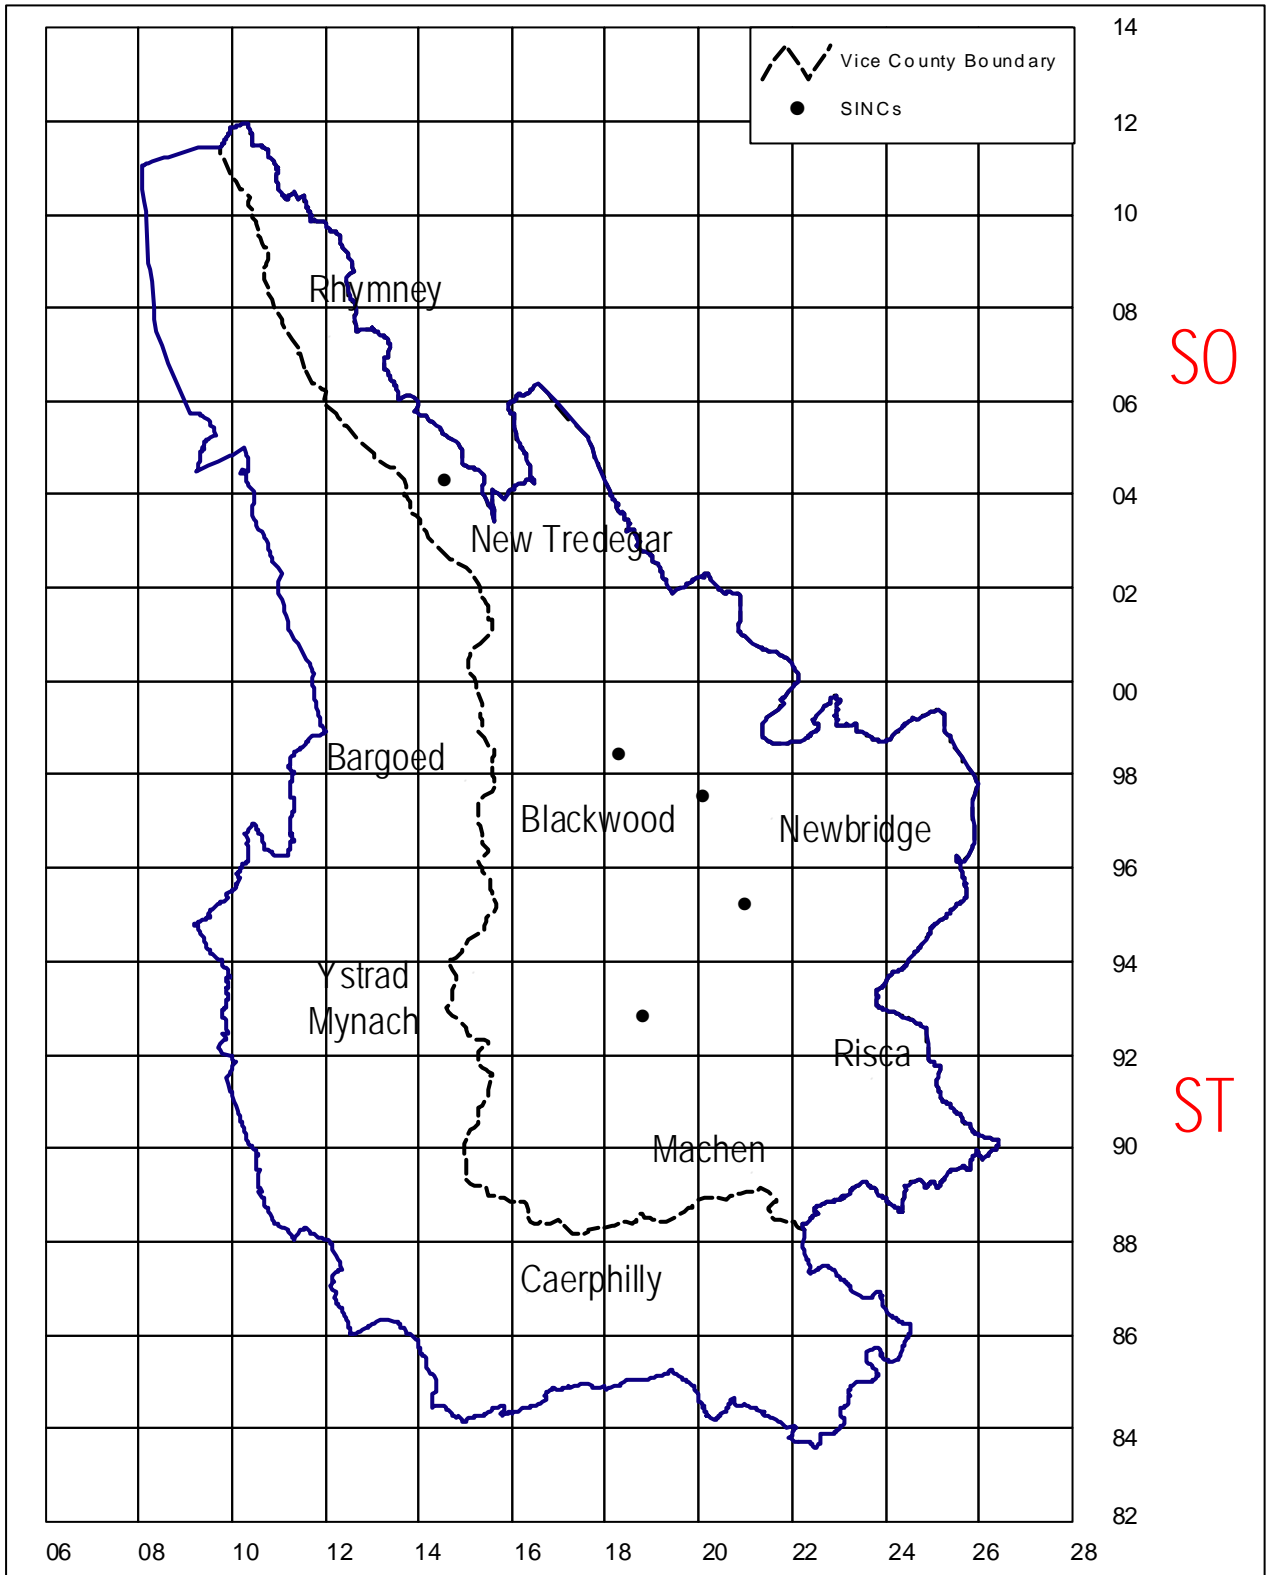 14
Vice County Boundary
SINCs
12
10
Rhymney
08
SO
06
04
New Tredegar
02
00
Bargoed
98
Blackwood
Newbridge
96
Ystrad
Mynach
94
Risca
92
ST
Machen
90
88
Caerphilly
86
84
82
06 08 10 12 14 16 18 20 22 24 26 28